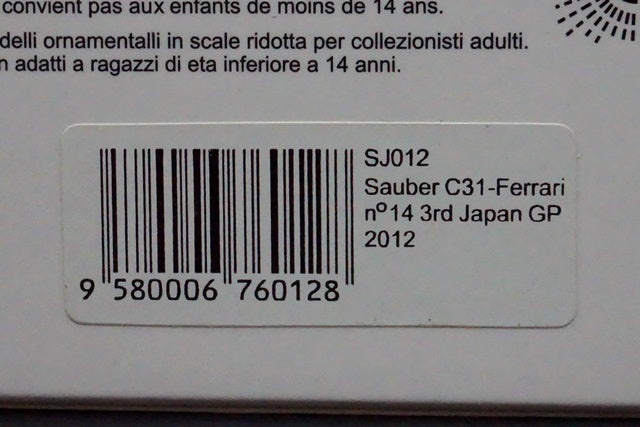 convient pas aux enfants de moins de 14 ans.
delli ornamentalli in scale ridotta per collezionisti adulti.
n adatti a ragazzi di eta inferiore a 14 anni.
SJ012
Sauber C31-Ferrari
nº14 3rd Japan GP
2012
9 580006 760128